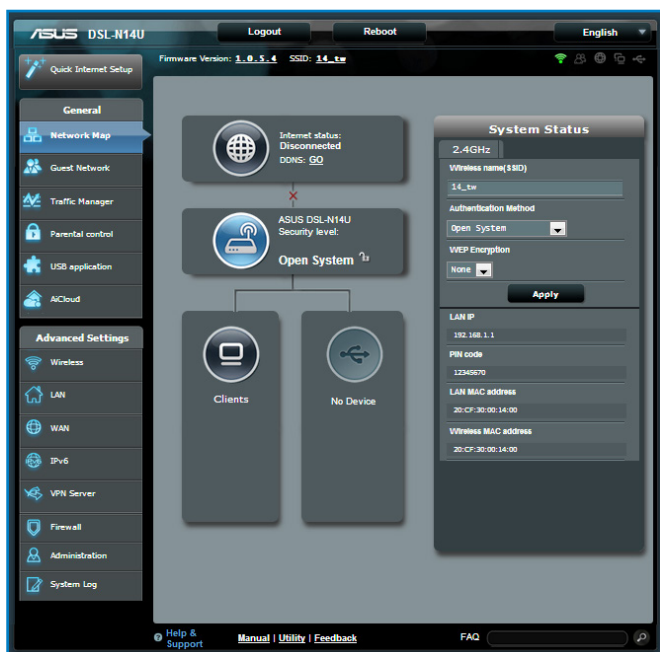 ASUS DSL-N14U
Logout
Reboot
English
Quick Internet Setup
Firmware Version: 1.0.5.4 SSID: 14_tw
General
Network Map
Guest Network
Traffic Manager
Parental control
USB application
AiCloud
Advanced Settings
Wireless
LAN
WAN
IPv6
VPN Server
Firewall
Administration
System Log
Internet status:
Disconnected
DDNS: GO
ASUS DSL-N14U
Security level:
Open System
Clients
No Device
System Status
2.4GHz
Wireless name(SSID)
14_tw
Authentication Method
Open System
WEP Encryption
None
Apply
LAN IP
192.168.1.1
PIN code
12345670
LAN MAC address
20:CF:30:00:14:00
Wireless MAC address
20:CF:30:00:14:00
Help &
Support
Manual | Utility | Feedback
FAQ